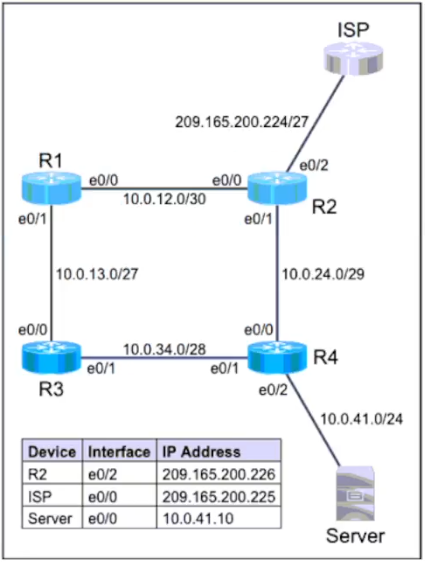 ISP
209.165.200.224/27
R1
e0/0
e0/0
e0/2
10.0.12.0/30
R2
e0/1
e0/1
10.0.13.0/27
10.0.24.0/29
e0/0
10.0.34.0/28
e0/0
R4
e0/1
e0/1
R3
e0/2
10.0.41.0/24
Device Interface IP Address
R2 e0/2 209.165.200.226
ISP e0/0 209.165.200.225
Server e0/0 10.0.41.10
Server